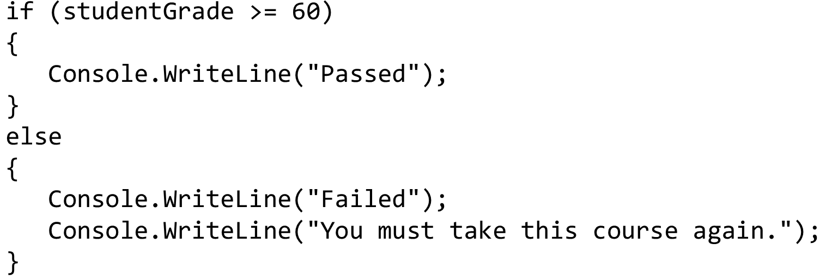 if (studentGrade >= 60)
{
   Console.WriteLine("Passed");
}
else
{
   Console.WriteLine("Failed");
   Console.WriteLine("You must take this course again.");
}